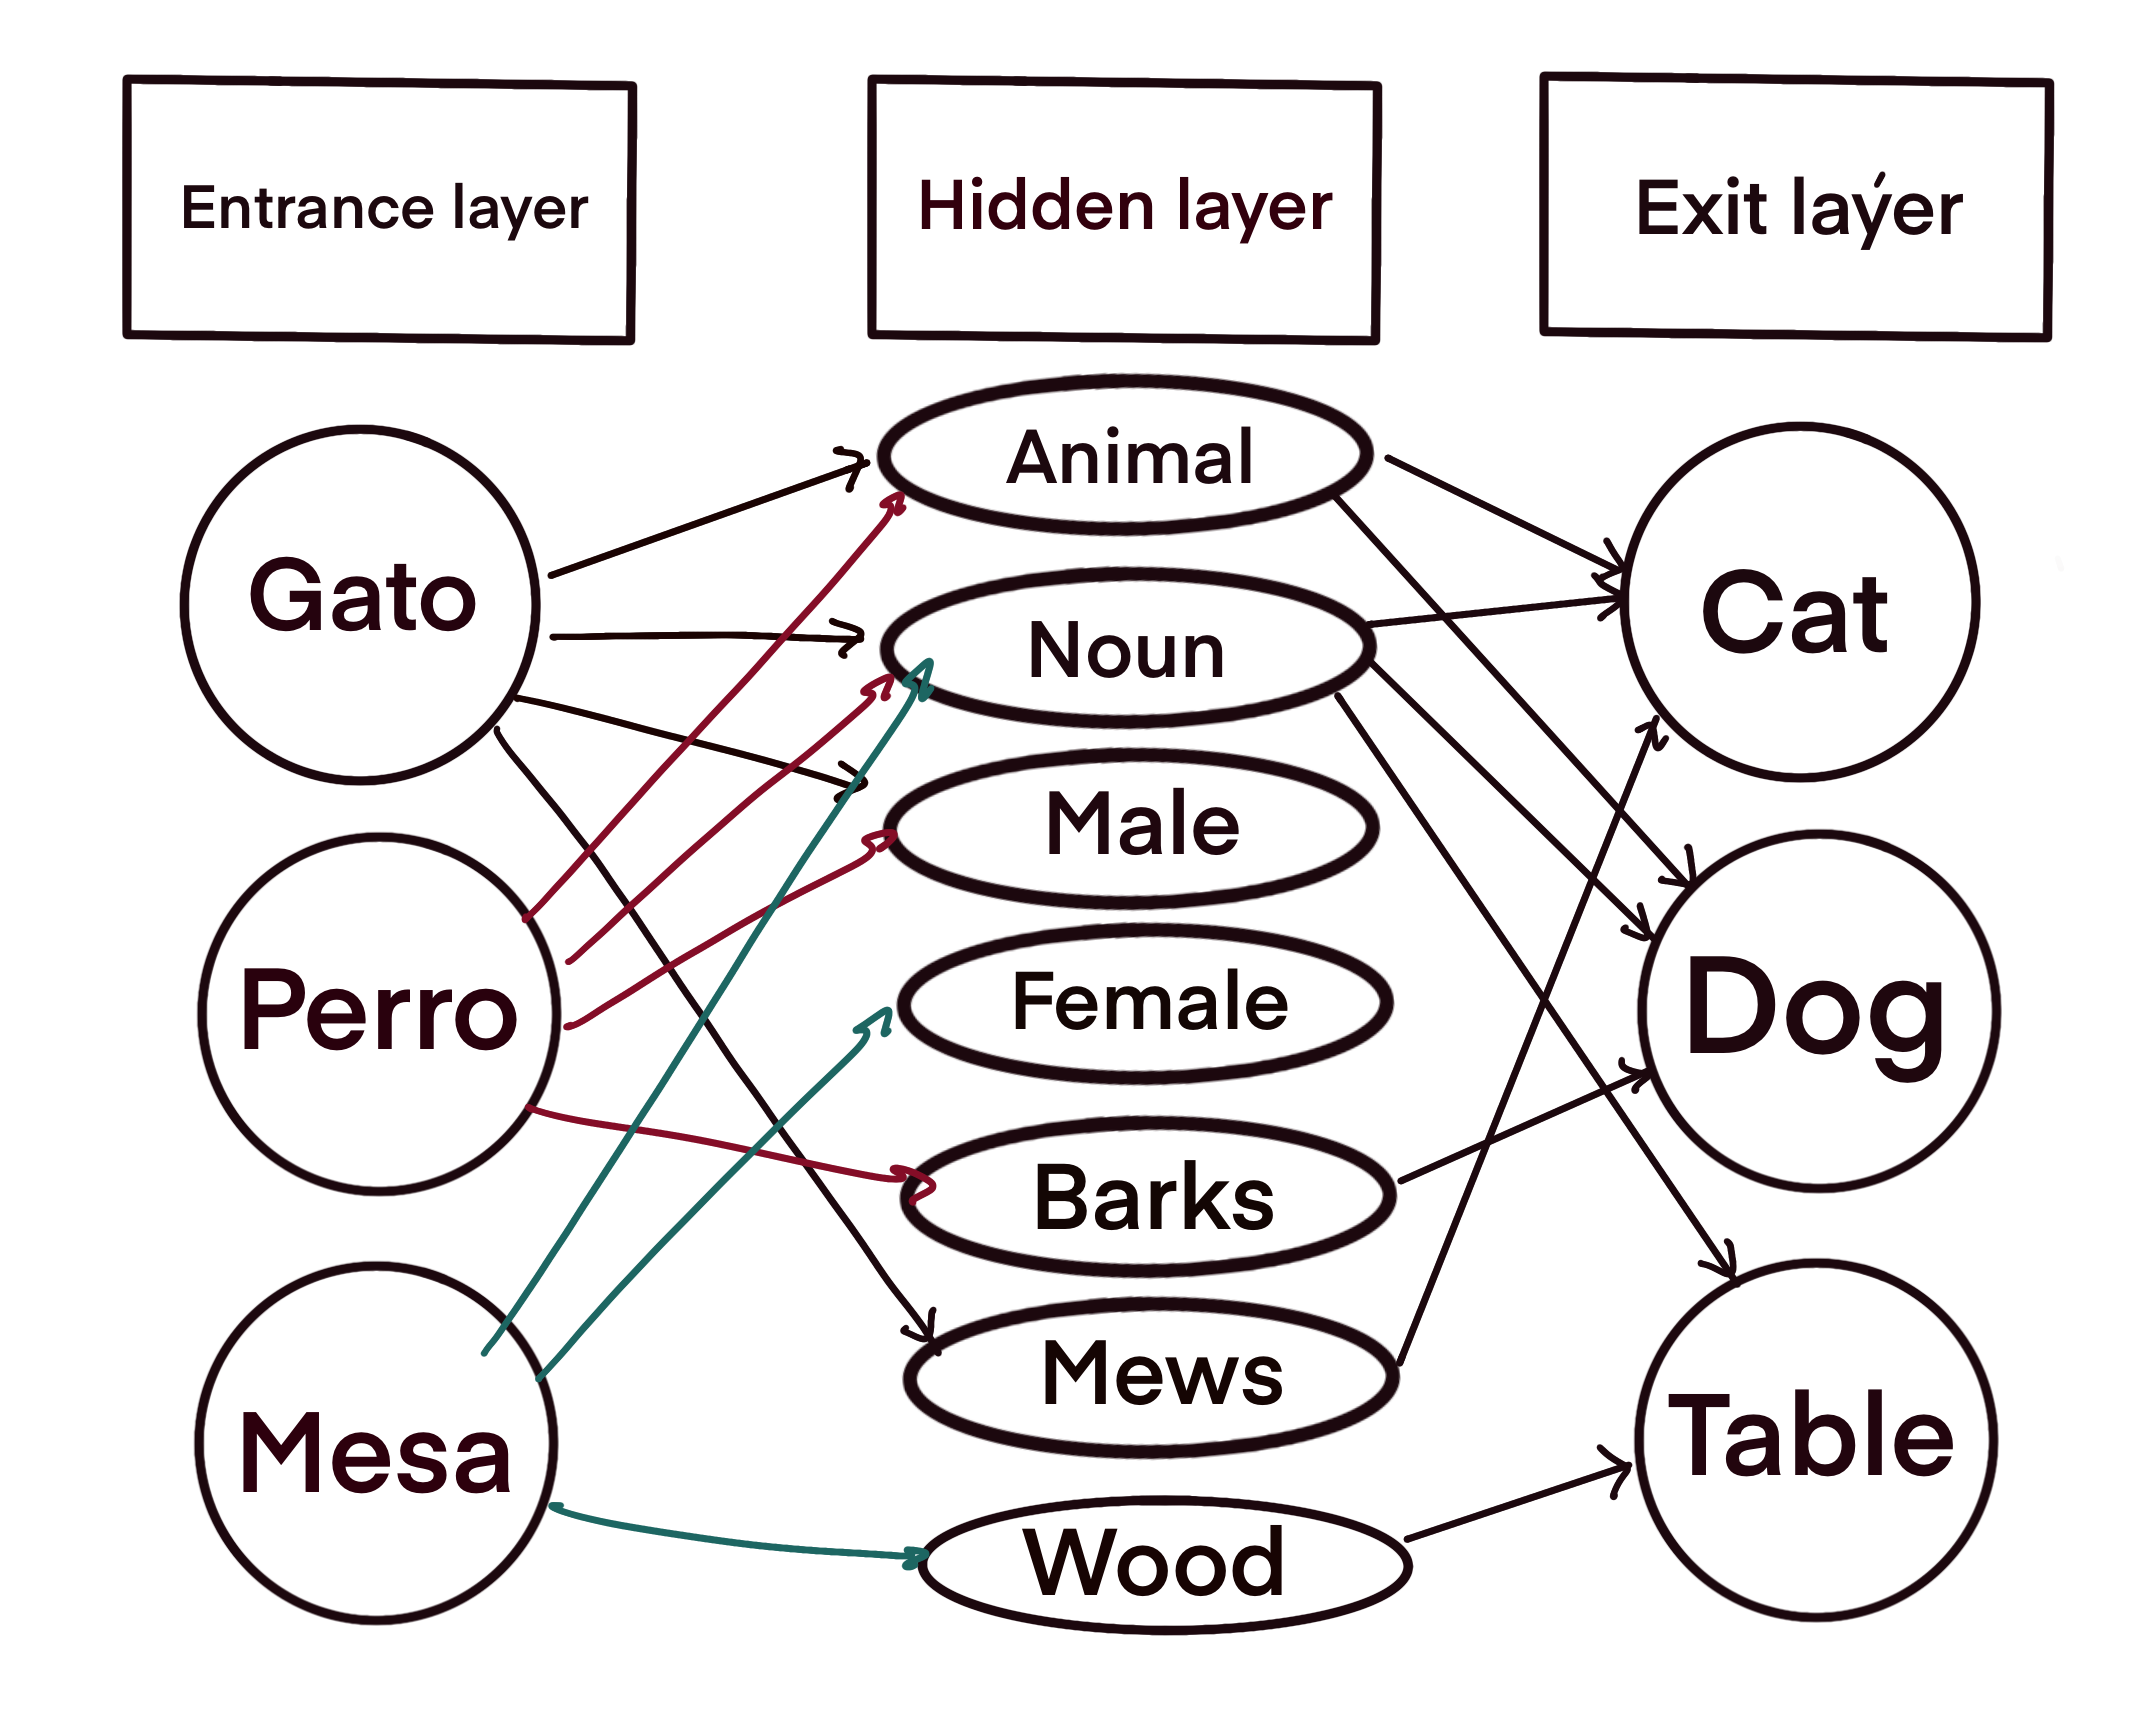 Entrance layer
Hidden layer
Exit layer
Gato
Perro
Mesa
Animal
Noun
Male
Female
Barks
Mews
Wood
Cat
Dog
Table